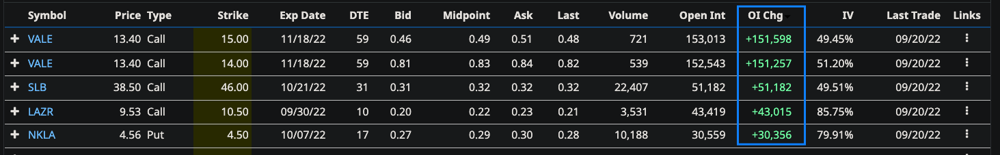 Symbol Price Type Strike Exp Date DTE Bid Midpoint Ask Last Volume Open Int OI Chg IV Last Trade Links
VALE 13.40 Call 15.00 11/18/22 59 0.46 0.49 0.51 0.48 721 153,013 +151,598 49.45% 09/20/22
VALE 13.40 Call 14.00 11/18/22 59 0.81 0.83 0.84 0.82 539 152,543 +151,257 51.20% 09/20/22
SLB 38.50 Call 46.00 10/21/22 31 0.31 0.32 0.32 0.32 22,407 51,182 +51,182 49.51% 09/20/22
LAZR 9.53 Call 10.50 09/30/22 10 0.20 0.22 0.23 0.21 3,531 43,419 +43,015 85.75% 09/20/22
NKLA 4.56 Put 4.50 10/07/22 17 0.27 0.29 0.30 0.28 10,188 30,559 +30,356 79.91% 09/20/22